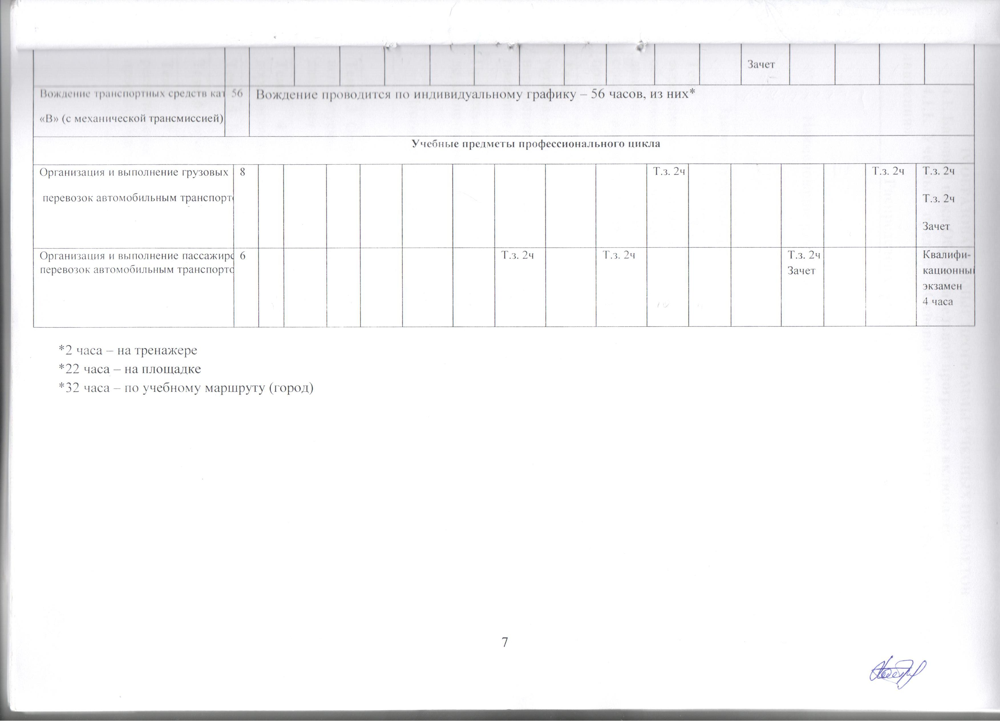 Зачет
Вождение транспортных средств кат 56 Вождение проводится по индивидуальному графику – 56 часов, из них*
«В» (с механической трансмиссией)
Учебные предметы профессионального цикла
Организация и выполнение грузовых 8 Т.з. 2ч Т.з. 2ч Т.з. 2ч
перевозок автомобильным транспорто Т.з. 2ч
Зачет
Организация и выполнение пассажирс 6 Т.з. 2ч Т.з. 2ч Т.з. 2ч Квалифи-
перевозок автомобильным транспорто Зачет кационный
экзамен
4 часа
*2 часа – на тренажере
*22 часа – на площадке
*32 часа – по учебному маршруту (город)
7